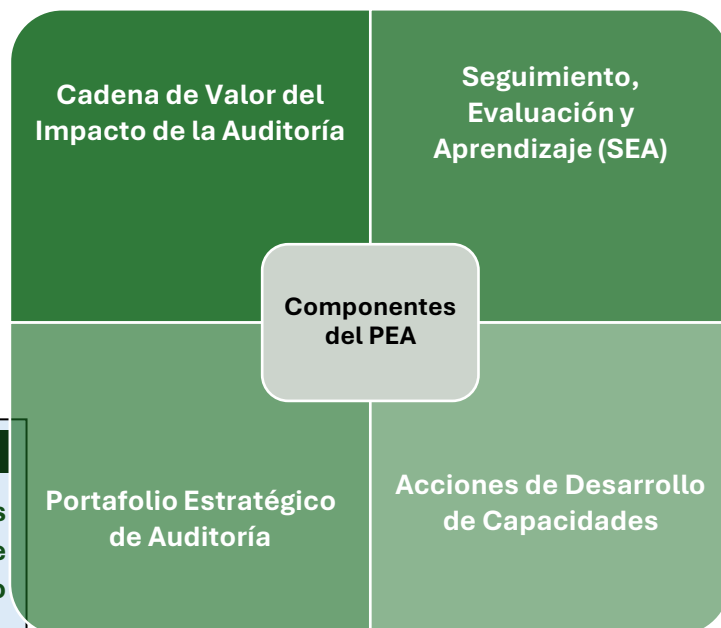 Cadena de Valor del
Impacto de la Auditoría
Seguimiento,
Evaluación y
Aprendizaje (SEA)
Componentes
del PEA
Portafolio Estratégico
de Auditoría
Acciones de Desarrollo
de Capacidades